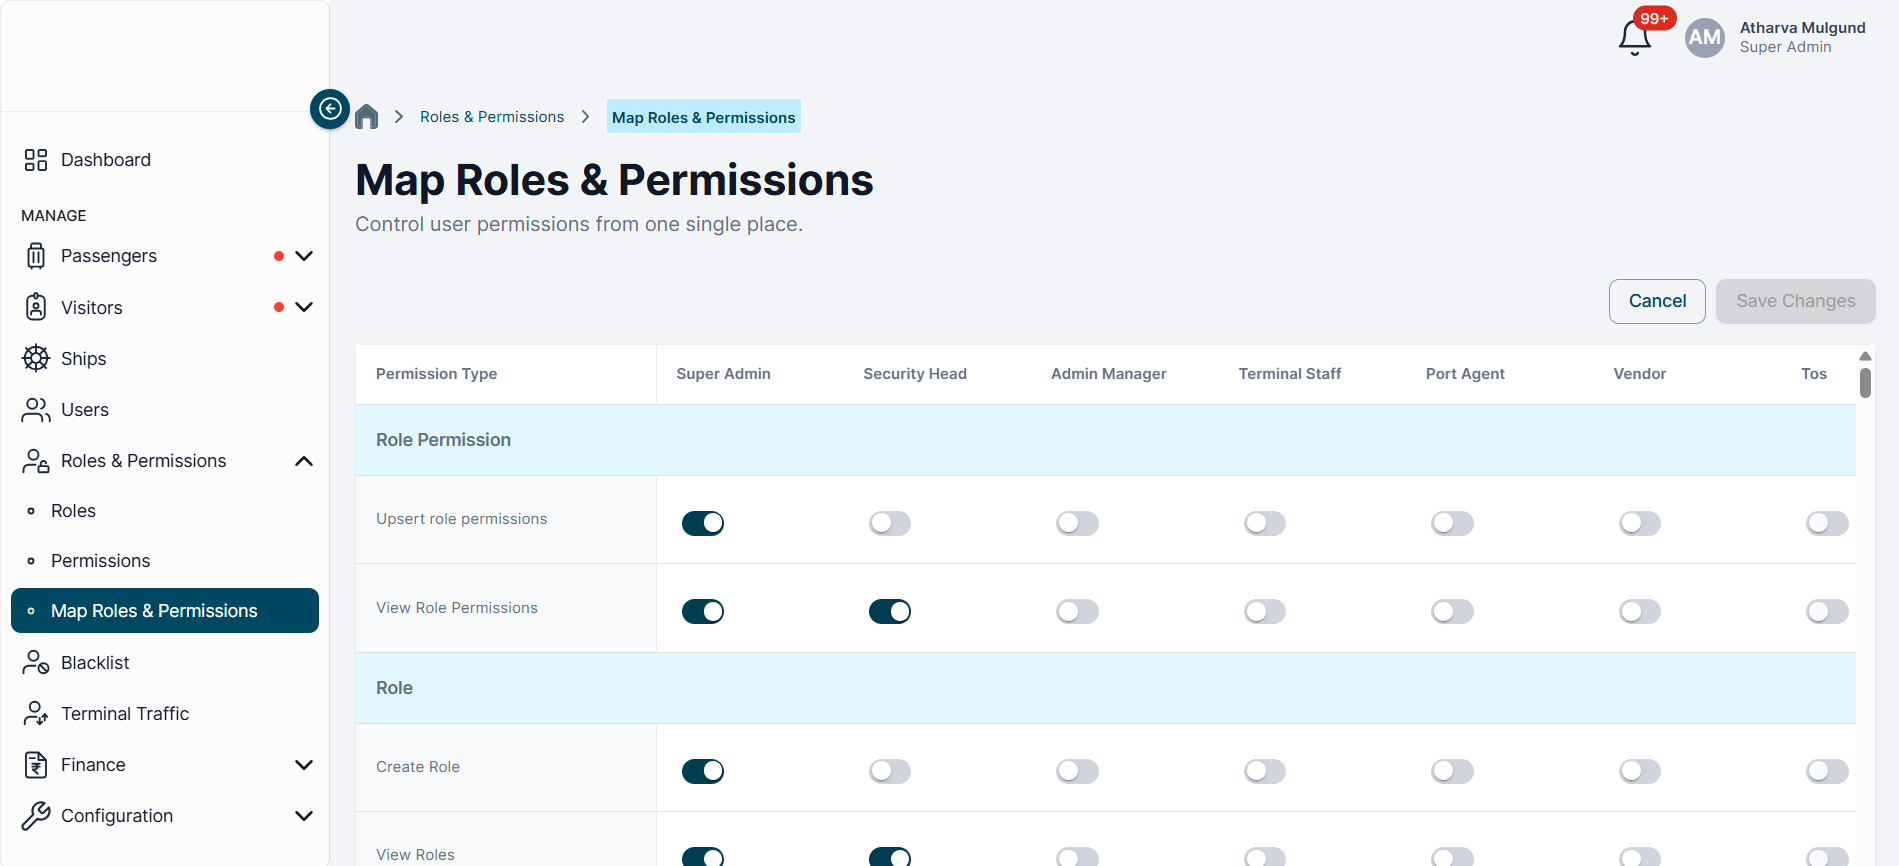 99+
AM
Atharva Mulgund
Super Admin
Roles & Permissions
Map Roles & Permissions
Dashboard
MANAGE
Passengers
Visitors
Ships
Users
Roles & Permissions
Roles
Permissions
Map Roles & Permissions
Blacklist
Terminal Traffic
Finance
Configuration
Map Roles & Permissions
Control user permissions from one single place.
Cancel
Save Changes
Permission Type Super Admin Security Head Admin Manager Terminal Staff Port Agent Vendor Tos
Role Permission
Upsert role permissions
View Role Permissions
Role
Create Role
View Roles